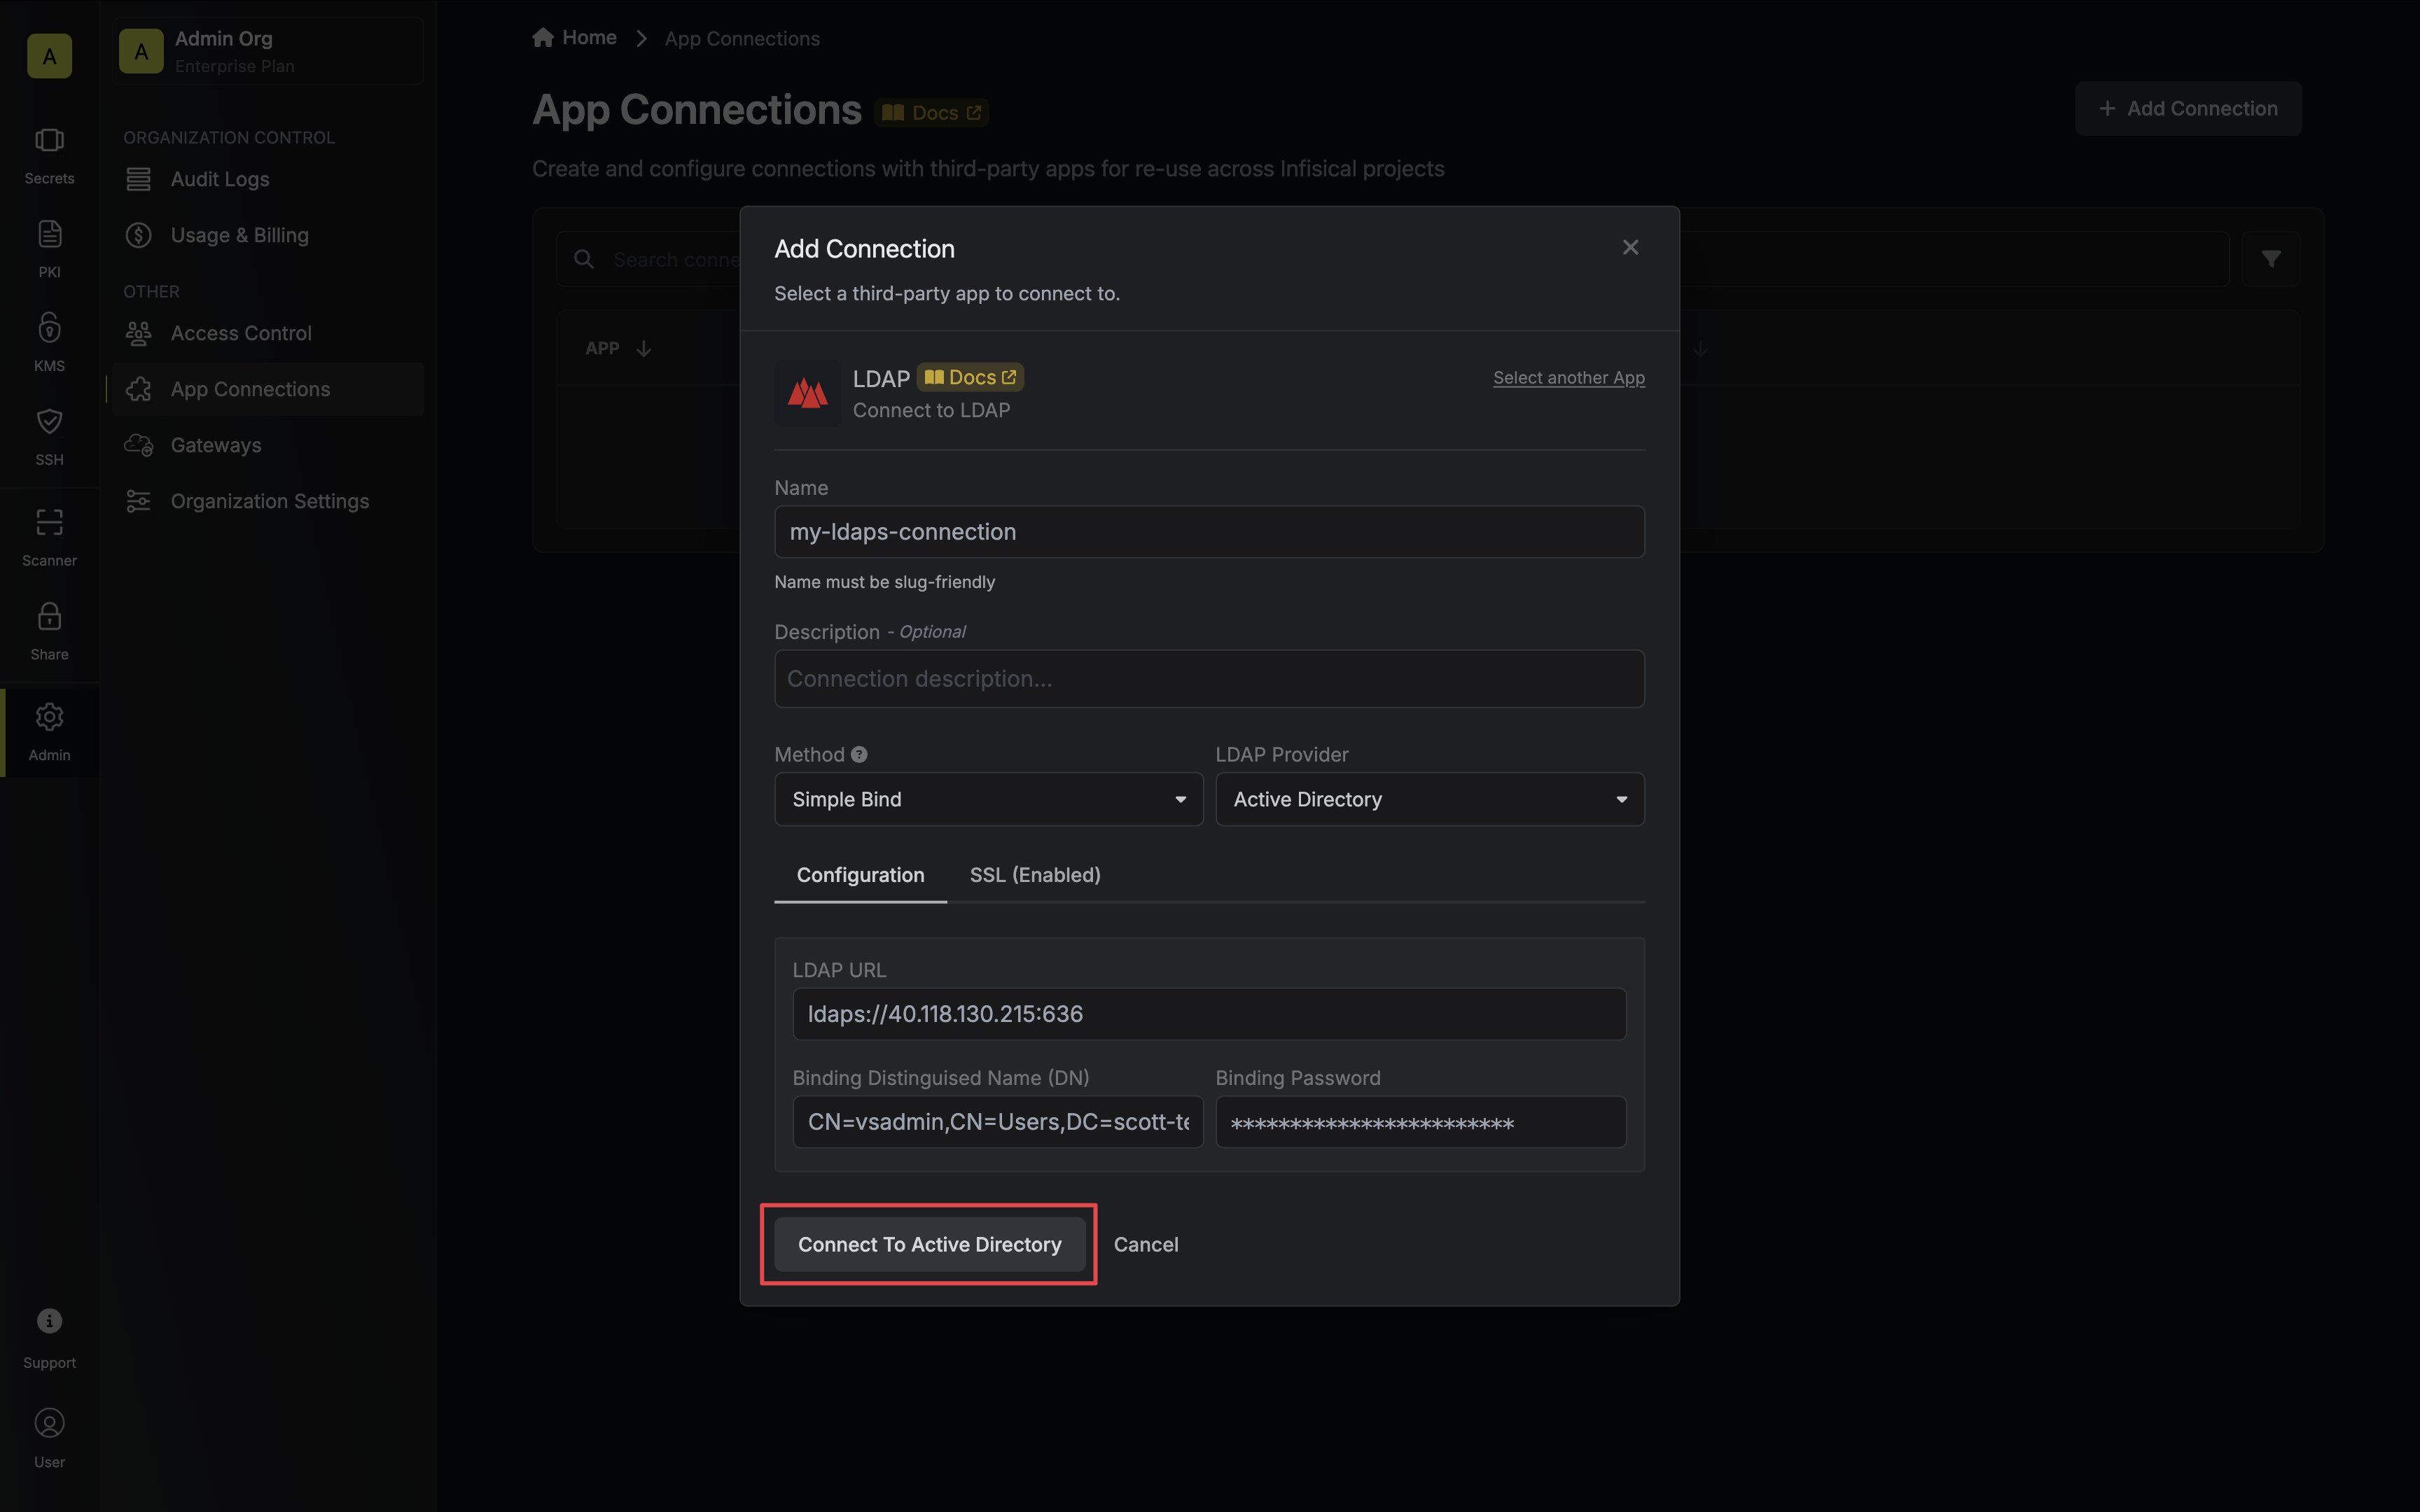 A
Secrets
PKI
KMS
SSH
Scanner
Share
Admin
Support
User
A
Admin Org
Enterprise Plan
ORGANIZATION CONTROL
Audit Logs
Usage & Billing
OTHER
Access Control
App Connections
Gateways
Organization Settings
Home
App Connections
App Connections
Docs
Add Connection
Create and configure connections with third-party apps for re-use across Infisical projects
Search conne
APP
Add Connection
Select a third-party app to connect to.
LDAP
Docs
Select another App
Connect to LDAP
Name
my-ldaps-connection
Name must be slug-friendly
Description - Optional
Connection description...
Method
LDAP Provider
Simple Bind
Active Directory
Configuration
SSL (Enabled)
LDAP URL
ldaps://40.118.130.215:636
Binding Distinguised Name (DN)
Binding Password
CN=vsadmin,CN=Users,DC=scott-te
************************
Connect To Active Directory
Cancel